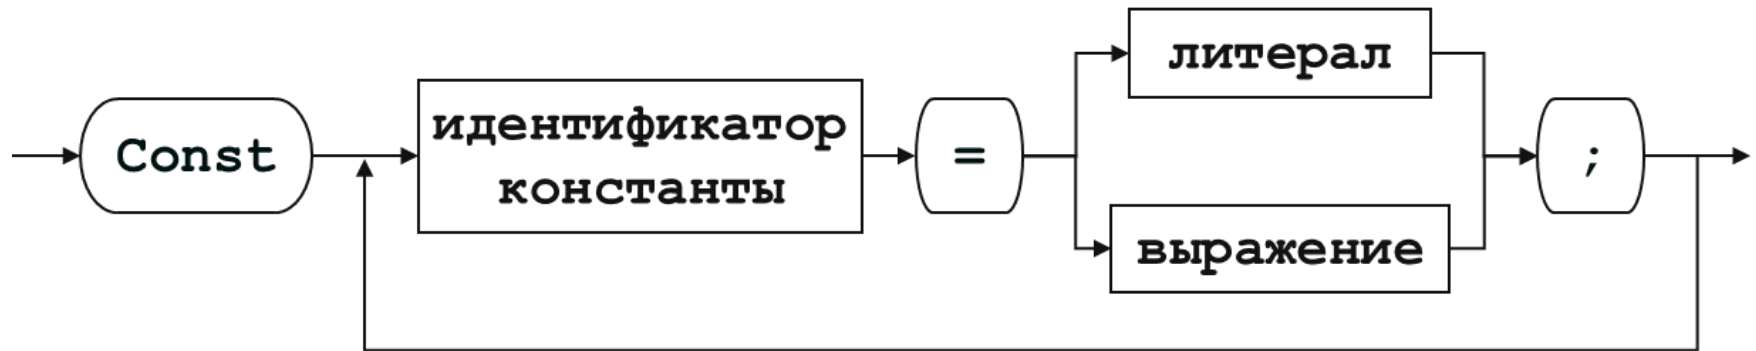 Const
идентификатор
константы
=
литерал
выражение
;